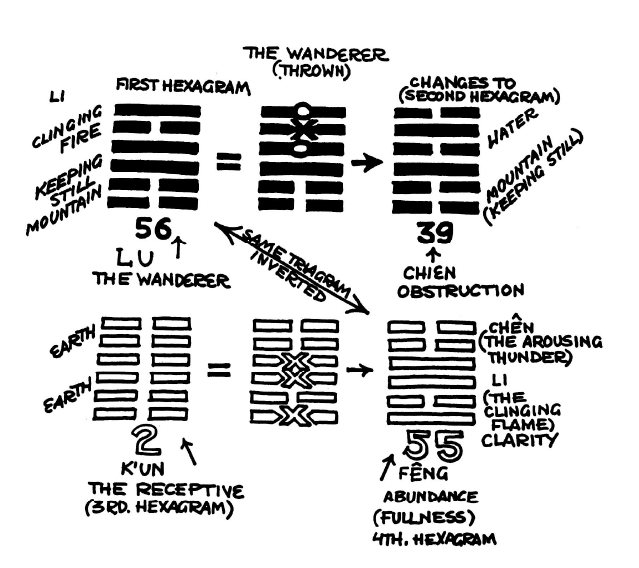 THE WANDERER
(THROWN)
FIRST HEXAGRAM
CHANGES TO
(SECOND HEXAGRAM)
LI
CLINGING
FIRE
KEEPING
STILL
MOUNTAIN
=
WATER
MOUNTAIN
(KEEPING STILL)
56
LU
THE WANDERER
39
CHIEN
OBSTRUCTION
SAME TRIAGRAM
INVERTED
EARTH
EARTH
=
CHÊN
(THE AROUSING
THUNDER)
LI
(THE
CLINGING
FLAME)
CLARITY
2
K'UN
THE RECEPTIVE
(3RD. HEXAGRAM)
55
FÊNG
ABUNDANCE
(FULLNESS)
4TH. HEXAGRAM